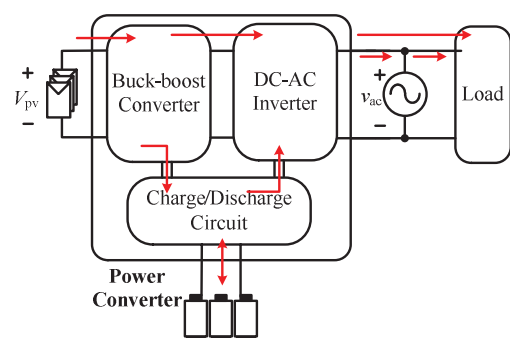 +
V_pv
−
Buck-boost
Converter
DC-AC
Inverter
+
v_ac
−
Load
Charge/Discharge
Circuit
Power
Converter